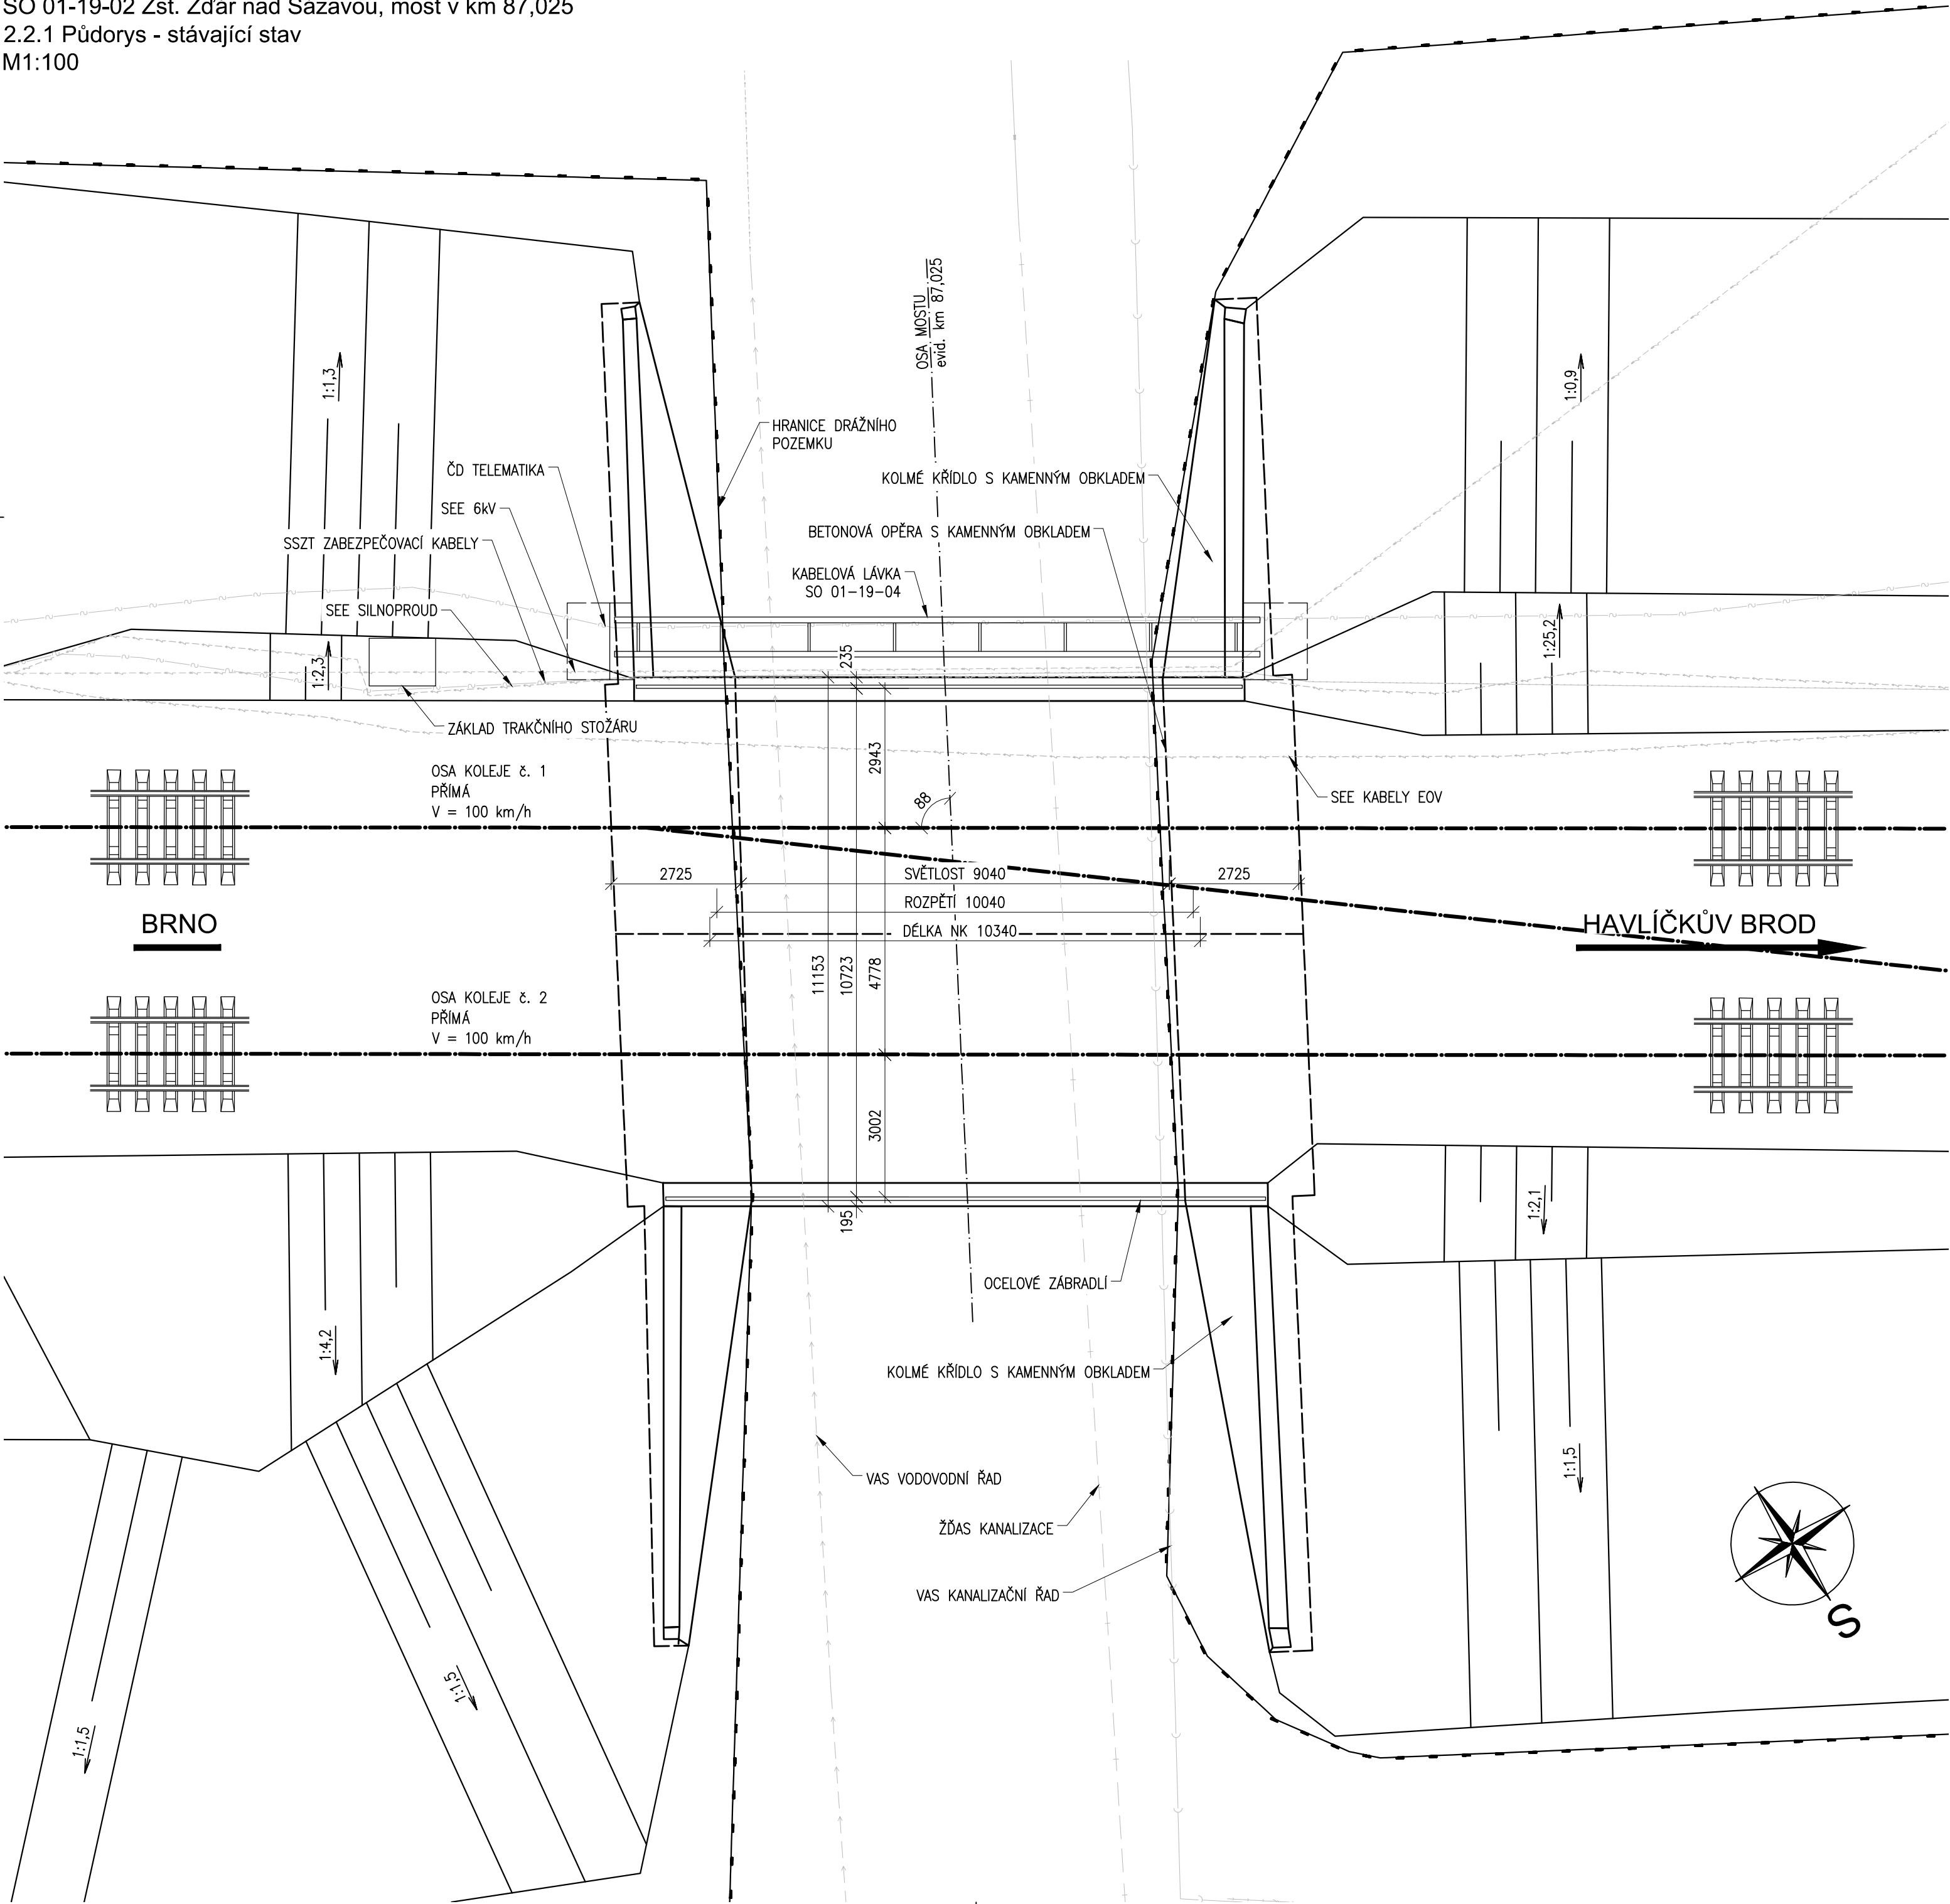 SO 01-19-02 Žst. Žďár nad Sázavou, most v km 87,025
2.2.1 Půdorys - stávající stav
M1:100
OSA MOSTU
evid. km 87,025
1:1,3
1:0,9
HRANICE DRÁŽNÍHO
POZEMKU
ČD TELEMATIKA
KOLMÉ KŘÍDLO S KAMENNÝM OBKLADEM
SEE 6kV
BETONOVÁ OPĚRA S KAMENNÝM OBKLADEM
SSZT ZABEZPEČOVACÍ KABELY
KABELOVÁ LÁVKA
SO 01-19-04
SEE SILNOPROUD
1:25,2
1:2,3
235
ZÁKLAD TRAKČNÍHO STOŽÁRU
2943
OSA KOLEJE č. 1
PŘÍMÁ
V = 100 km/h
88
SEE KABELY EOV
2725
SVĚTLOST 9040
2725
ROZPĚTÍ 10040
BRNO
HAVLÍČKŮV BROD
DÉLKA NK 10340
11153
10723
4778
OSA KOLEJE č. 2
PŘÍMÁ
V = 100 km/h
3002
195
1:2,1
OCELOVÉ ZÁBRADLÍ
1:4,2
KOLMÉ KŘÍDLO S KAMENNÝM OBKLADEM
1:1,5
VAS VODOVODNÍ ŘAD
ŽĎAS KANALIZACE
VAS KANALIZAČNÍ ŘAD
S
1:1,5
1:1,5